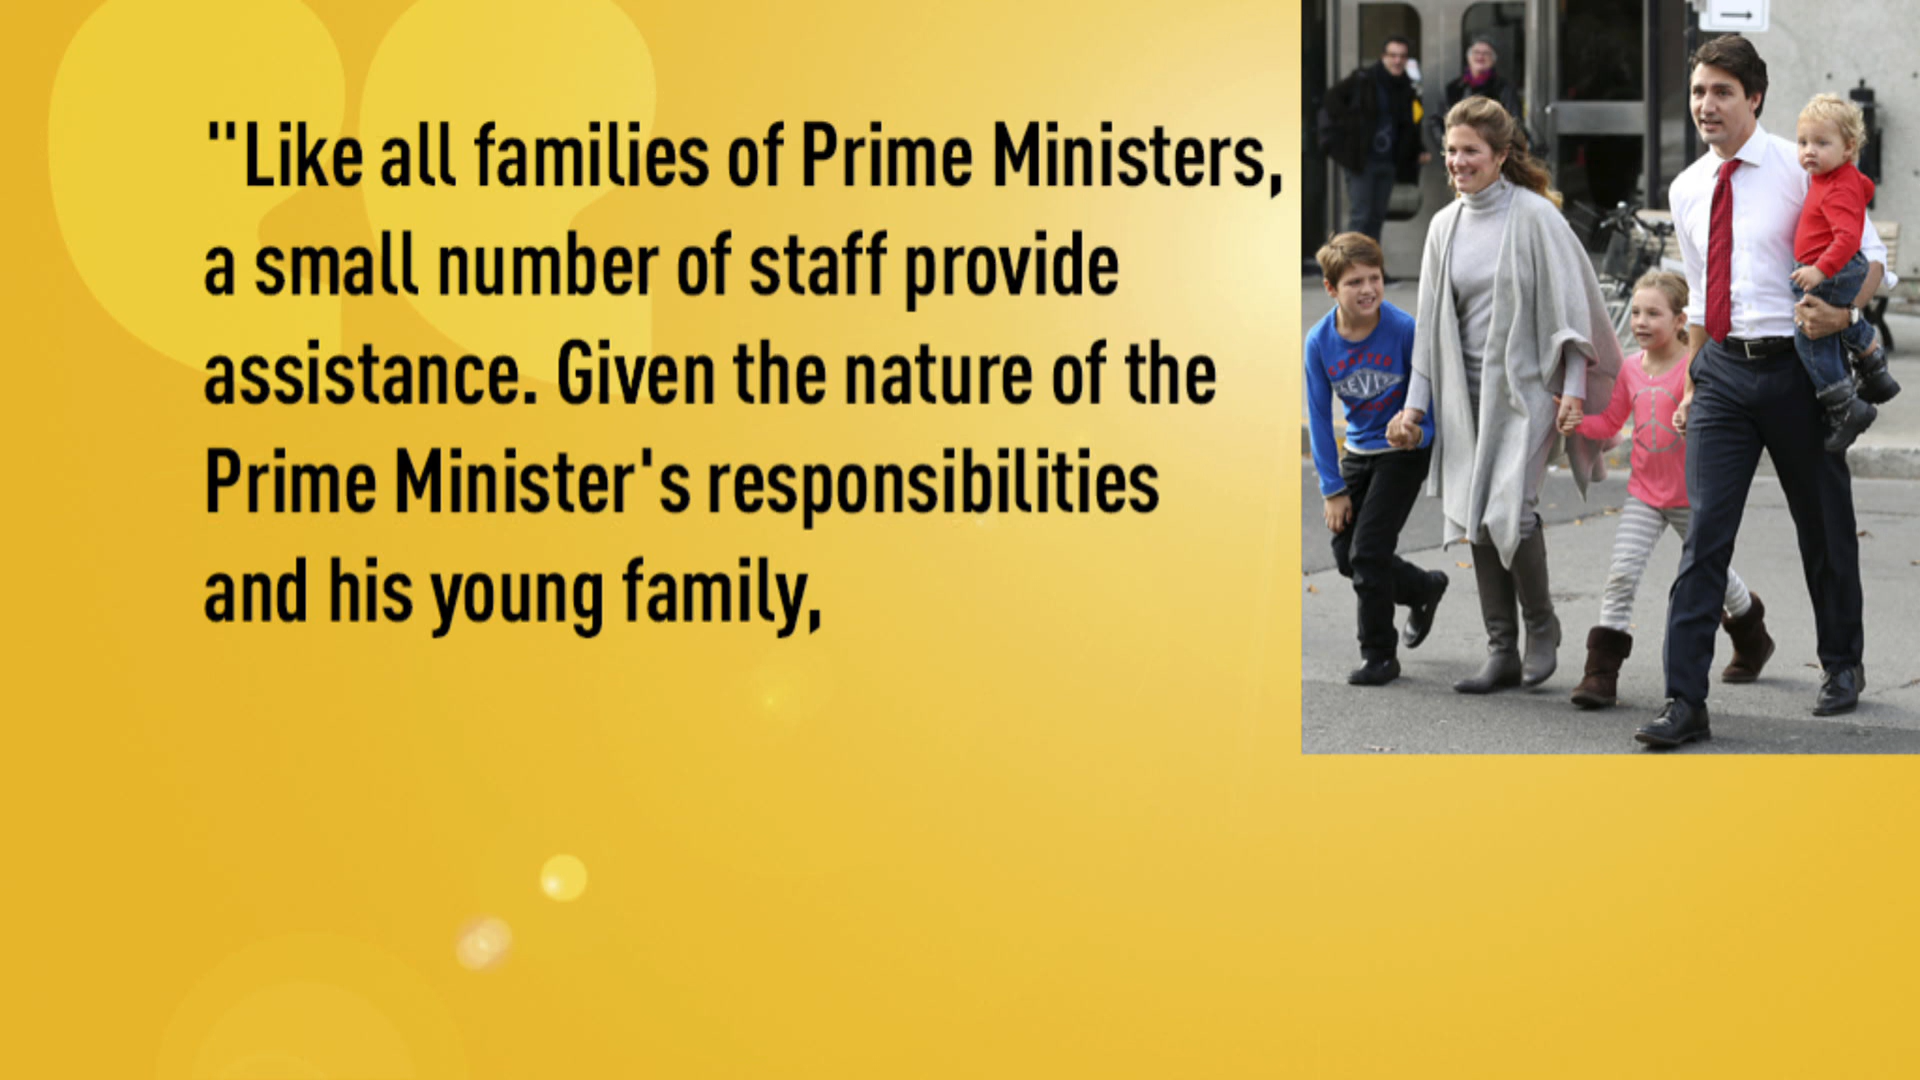 "Like all families of Prime Ministers,
a small number of staff provide
assistance. Given the nature of the
Prime Minister's responsibilities
and his young family,
LEVI'S